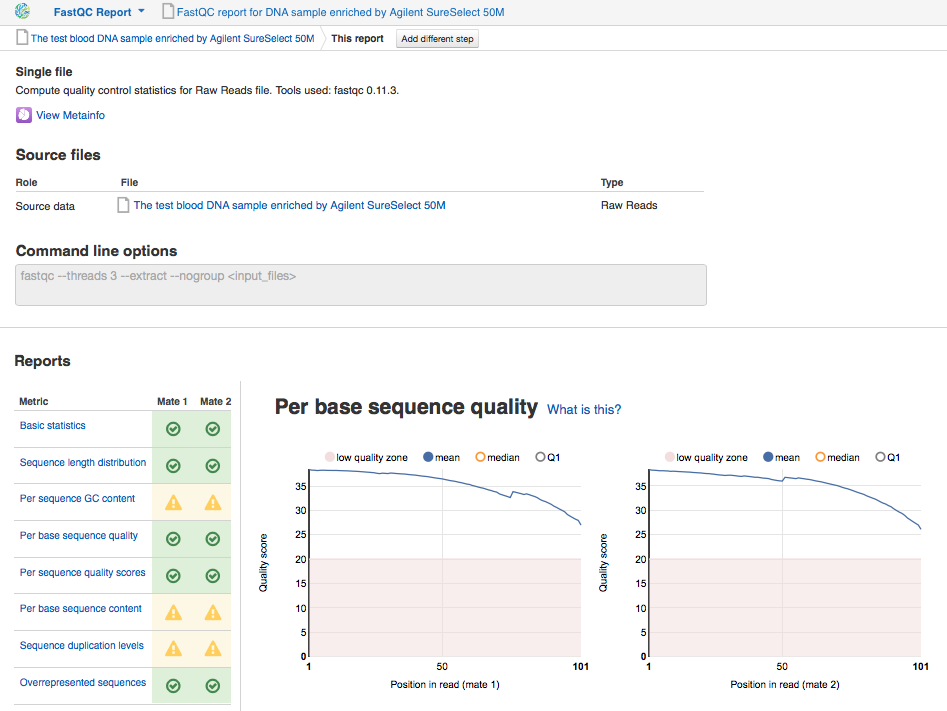 FastQC Report FastQC report for DNA sample enriched by Agilent SureSelect 50M
The test blood DNA sample enriched by Agilent SureSelect 50M This report Add different step
Single file
Compute quality control statistics for Raw Reads file. Tools used: fastqc 0.11.3.
View Metainfo
Source files
Role File Type
Source data The test blood DNA sample enriched by Agilent SureSelect 50M Raw Reads
Command line options
fastqc --threads 3 --extract --nogroup <input_files>
Reports
Metric Mate 1 Mate 2
Basic statistics
Sequence length distribution
Per sequence GC content
Per base sequence quality
Per sequence quality scores
Per base sequence content
Sequence duplication levels
Overrepresented sequences
Per base sequence quality What is this?
low quality zone mean median Q1
Quality score
35
30
25
20
15
10
5
0
1 50 101
Position in read (mate 1)
low quality zone mean median Q1
Quality score
35
30
25
20
15
10
5
0
1 50 101
Position in read (mate 2)